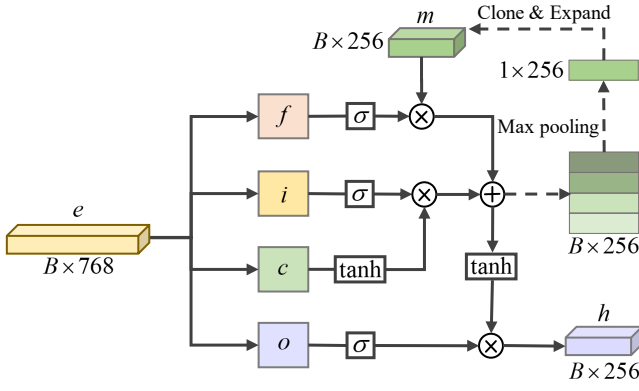 m
Clone & Expand
B×256
1×256
f
σ
×
Max pooling
i
σ
×
+
e
B×768
B×256
c
tanh
tanh
h
o
σ
×
B×256